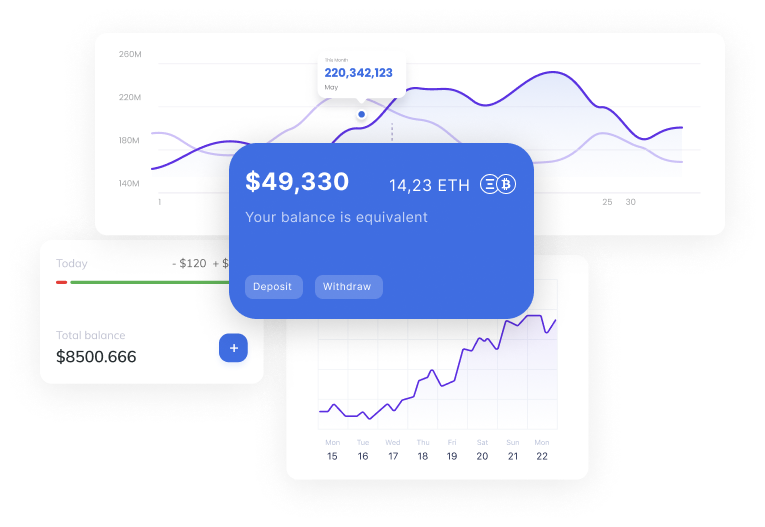 260M
220M
180M
140M
1
25 30
This Month
220,342,123
May
$49,330
14,23 ETH
Your balance is equivalent
Deposit
Withdraw
Today
- $120 + $
Total balance
$8500.666
+
Mon Tue Wed Thu Fri Sat Sun Mon
15 16 17 18 19 20 21 22